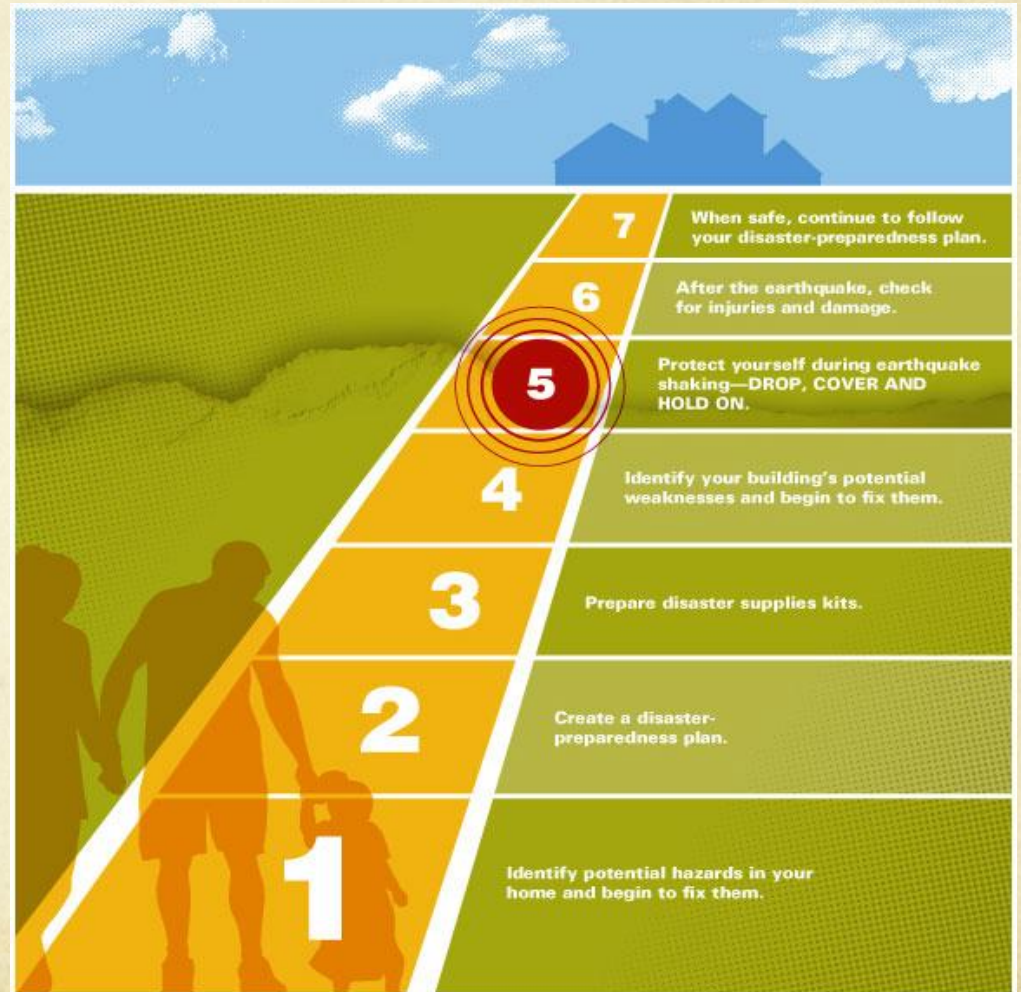 7
When safe, continue to follow
your disaster-preparedness plan.
6
After the earthquake, check
for injuries and damage.
5
Protect yourself during earthquake
shaking—DROP, COVER AND
HOLD ON.
4
Identify your building's potential
weaknesses and begin to fix them.
3
Prepare disaster supplies kits.
2
Create a disaster-
preparedness plan.
1
Identify potential hazards in your
home and begin to fix them.